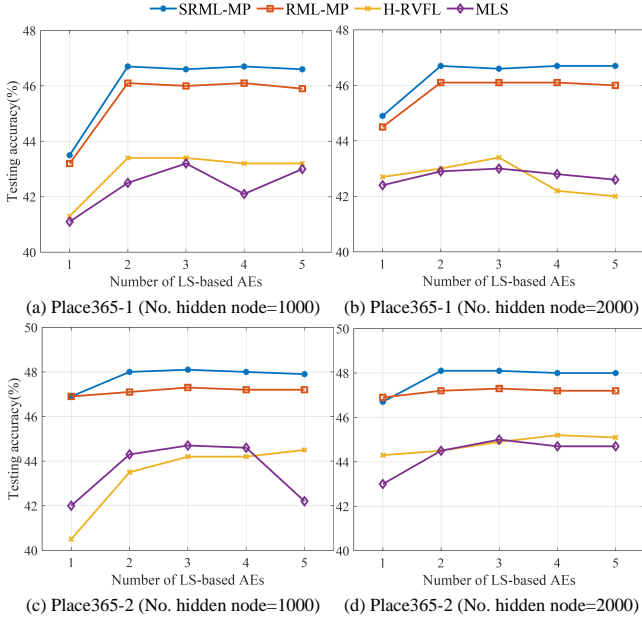 SRML-MP RML-MP H-RVFL MLS
48
46
44
42
40
Testing accuracy(%)
1 2 3 4 5
Number of LS-based AEs
(a) Place365-1 (No. hidden node=1000)
48
46
44
42
40
1 2 3 4 5
Number of LS-based AEs
(b) Place365-1 (No. hidden node=2000)
50
48
46
44
42
40
Testing accuracy(%)
1 2 3 4 5
Number of LS-based AEs
(c) Place365-2 (No. hidden node=1000)
50
48
46
44
42
40
1 2 3 4 5
Number of LS-based AEs
(d) Place365-2 (No. hidden node=2000)